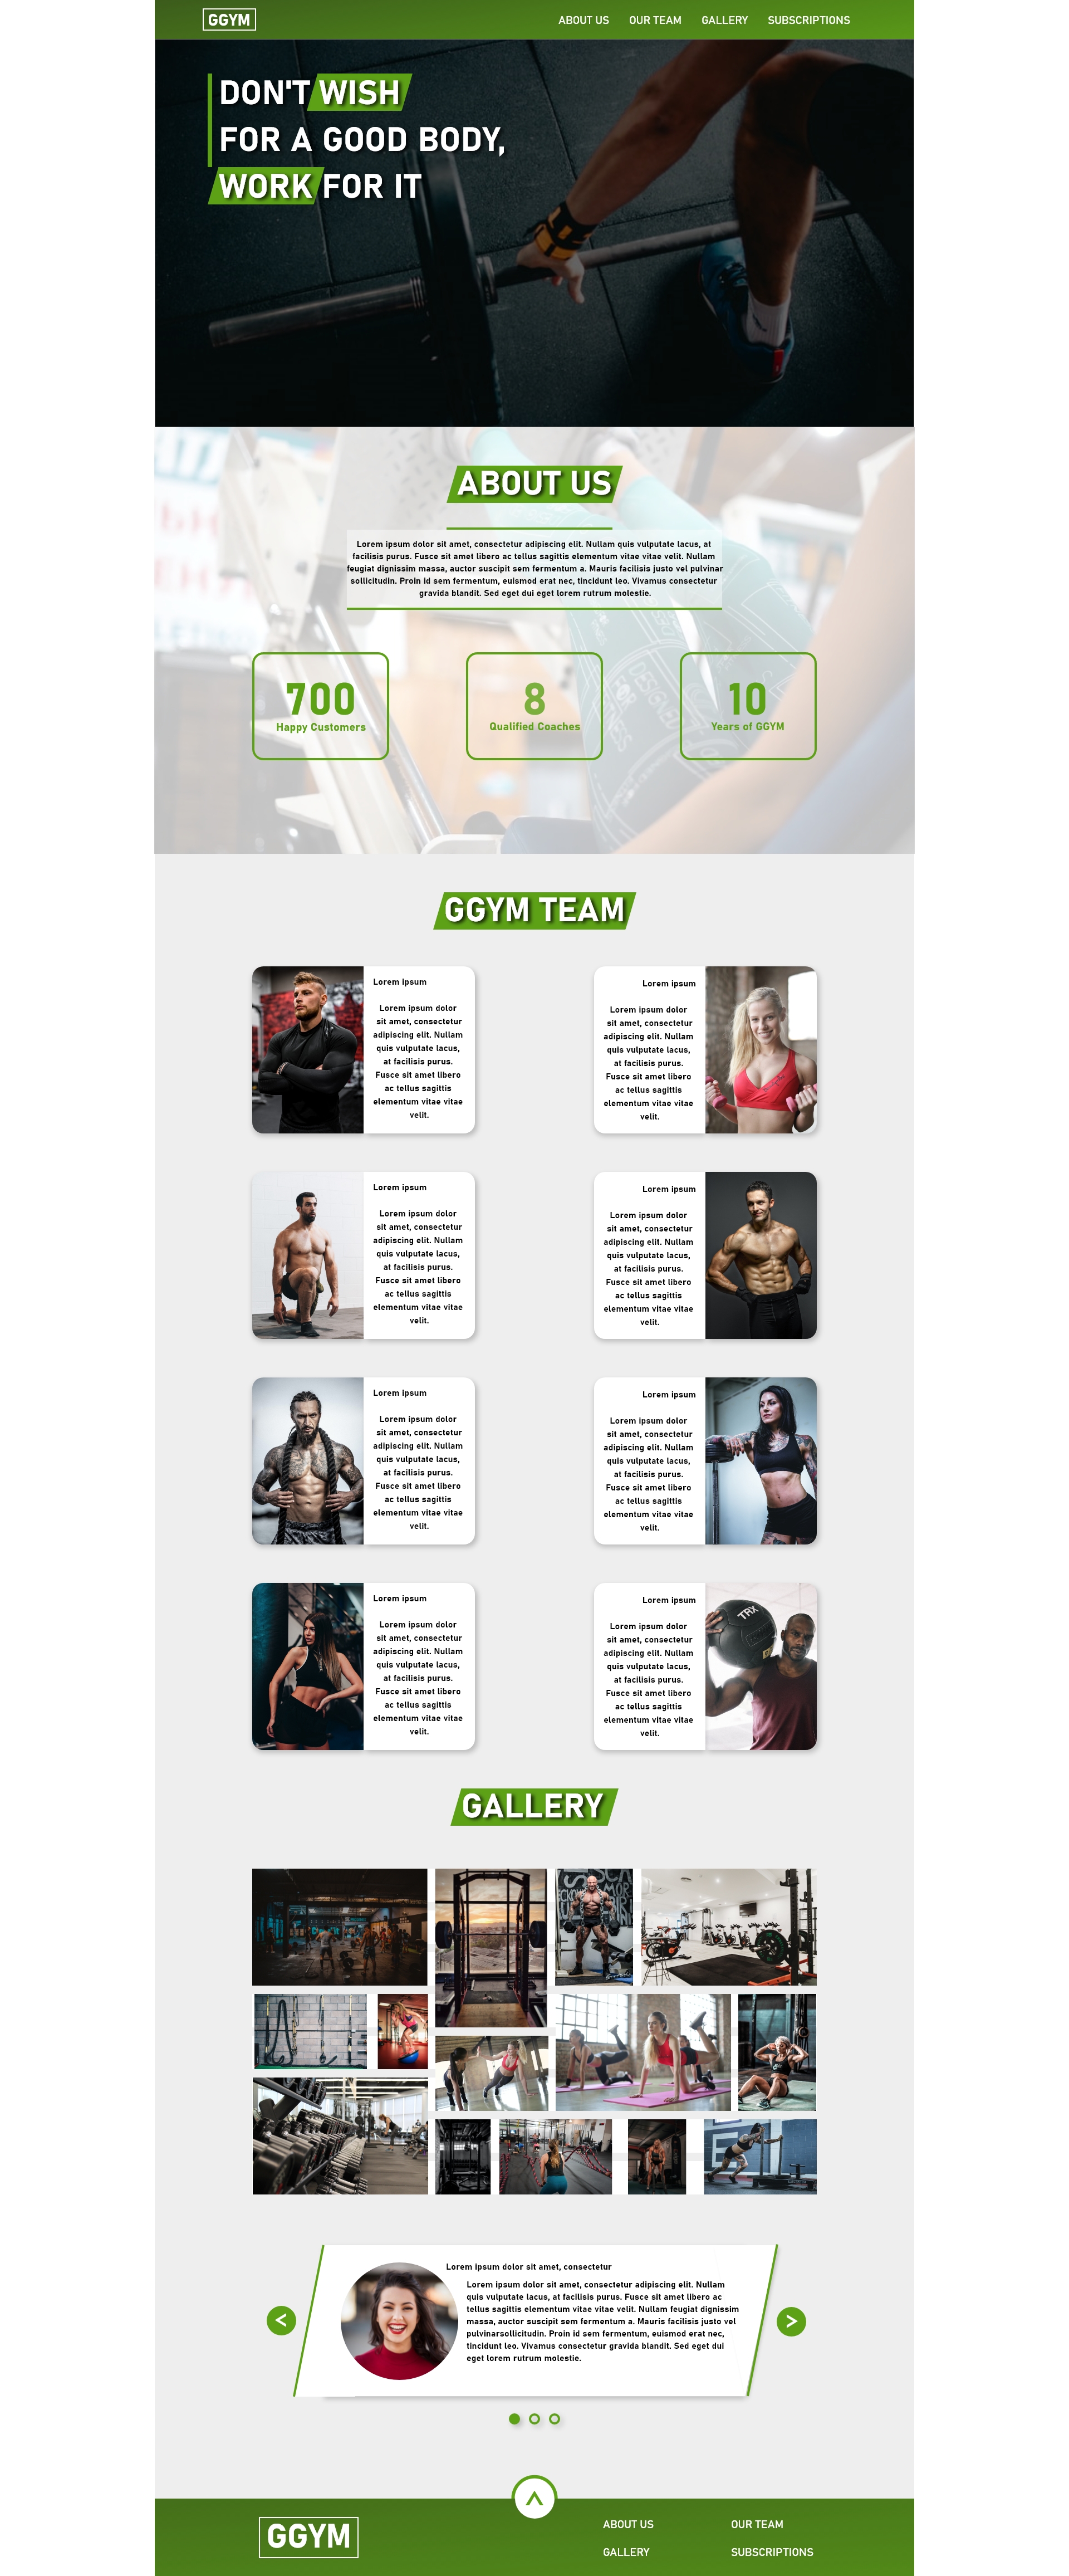 GGYM
ABOUT US OUR TEAM GALLERY SUBSCRIPTIONS
DON'T WISH
FOR A GOOD BODY,
WORK FOR IT
ABOUT US
Lorem ipsum dolor sit amet, consectetur adipiscing elit. Nullam quis vulputate lacus, at
facilisis purus. Fusce sit amet libero ac tellus sagittis elementum vitae vitae velit. Nullam
feugiat dignissim massa, auctor suscipit sem fermentum a. Mauris facilisis justo vel pulvinar
sollicitudin. Proin id sem fermentum, euismod erat nec, tincidunt leo. Vivamus consectetur
gravida blandit. Sed eget dui eget lorem rutrum molestie.
700
Happy Customers
8
Qualified Coaches
10
Years of GGYM
GGYM TEAM
Lorem ipsum
Lorem ipsum dolor
sit amet, consectetur
adipiscing elit. Nullam
quis vulputate lacus,
at facilisis purus.
Fusce sit amet libero
ac tellus sagittis
elementum vitae vitae
velit.
Lorem ipsum
Lorem ipsum dolor
sit amet, consectetur
adipiscing elit. Nullam
quis vulputate lacus,
at facilisis purus.
Fusce sit amet libero
ac tellus sagittis
elementum vitae vitae
velit.
Lorem ipsum
Lorem ipsum dolor
sit amet, consectetur
adipiscing elit. Nullam
quis vulputate lacus,
at facilisis purus.
Fusce sit amet libero
ac tellus sagittis
elementum vitae vitae
velit.
Lorem ipsum
Lorem ipsum dolor
sit amet, consectetur
adipiscing elit. Nullam
quis vulputate lacus,
at facilisis purus.
Fusce sit amet libero
ac tellus sagittis
elementum vitae vitae
velit.
Lorem ipsum
Lorem ipsum dolor
sit amet, consectetur
adipiscing elit. Nullam
quis vulputate lacus,
at facilisis purus.
Fusce sit amet libero
ac tellus sagittis
elementum vitae vitae
velit.
Lorem ipsum
Lorem ipsum dolor
sit amet, consectetur
adipiscing elit. Nullam
quis vulputate lacus,
at facilisis purus.
Fusce sit amet libero
ac tellus sagittis
elementum vitae vitae
velit.
Lorem ipsum
Lorem ipsum dolor
sit amet, consectetur
adipiscing elit. Nullam
quis vulputate lacus,
at facilisis purus.
Fusce sit amet libero
ac tellus sagittis
elementum vitae vitae
velit.
Lorem ipsum
Lorem ipsum dolor
sit amet, consectetur
adipiscing elit. Nullam
quis vulputate lacus,
at facilisis purus.
Fusce sit amet libero
ac tellus sagittis
elementum vitae vitae
velit.
TRX
GALLERY
Lorem ipsum dolor sit amet, consectetur
Lorem ipsum dolor sit amet, consectetur adipiscing elit. Nullam
quis vulputate lacus, at facilisis purus. Fusce sit amet libero ac
tellus sagittis elementum vitae vitae velit. Nullam feugiat dignissim
massa, auctor suscipit sem fermentum a. Mauris facilisis justo vel
pulvinarsollicitudin. Proin id sem fermentum, euismod erat nec,
tincidunt leo. Vivamus consectetur gravida blandit. Sed eget dui
eget lorem rutrum molestie.
GGYM
ABOUT US OUR TEAM
GALLERY SUBSCRIPTIONS